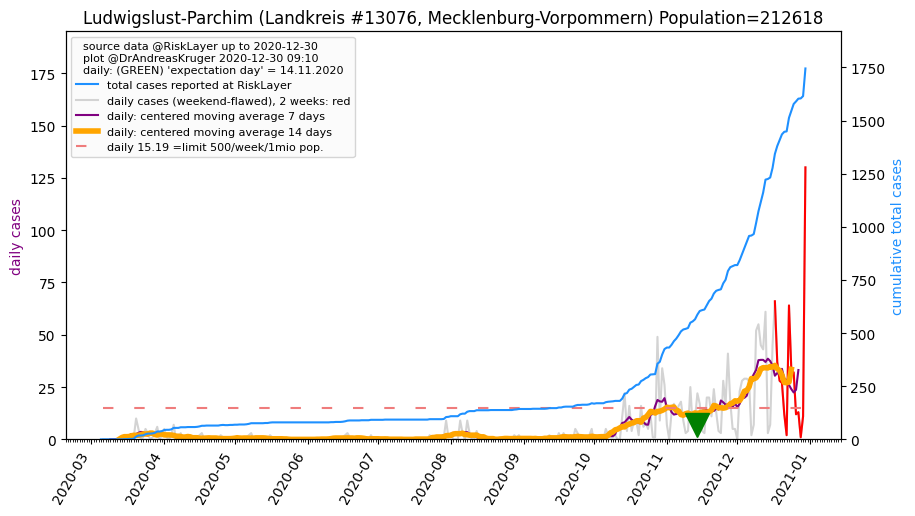 Ludwigslust-Parchim (Landkreis #13076, Mecklenburg-Vorpommern) Population=212618
source data @RiskLayer up to 2020-12-30
plot @DrAndreasKruger 2020-12-30 09:10
daily: (GREEN) 'expectation day' = 14.11.2020
total cases reported at RiskLayer
daily cases (weekend-flawed), 2 weeks: red
daily: centered moving average 7 days
daily: centered moving average 14 days
daily 15.19 =limit 500/week/1mio pop.
daily cases
175
150
125
100
75
50
25
0
cumulative total cases
1750
1500
1250
1000
750
500
250
0
2020-03
2020-04
2020-05
2020-06
2020-07
2020-08
2020-09
2020-10
2020-11
2020-12
2021-01